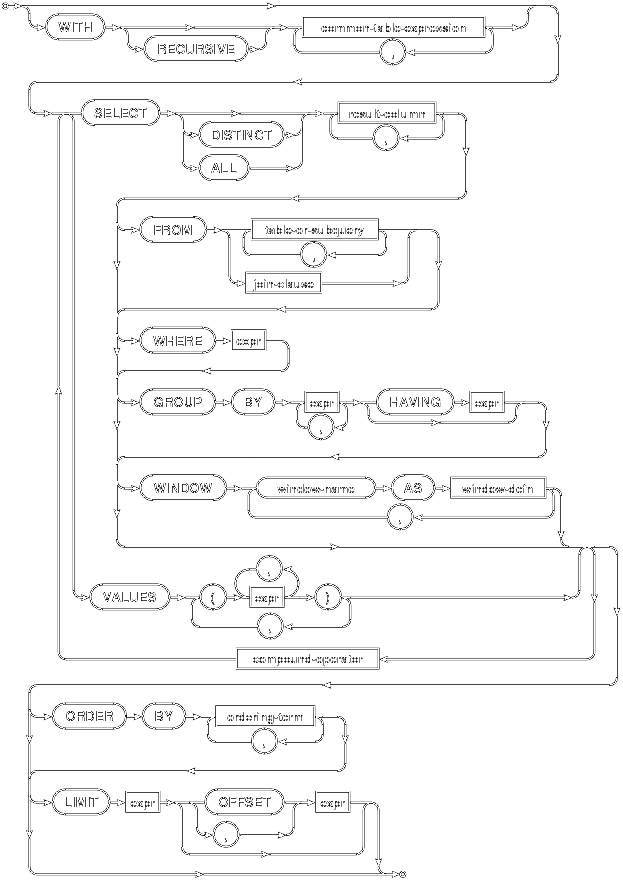 WITH RECURSIVE common-table-expression ,
SELECT DISTINCT ALL result-column ,
FROM table-or-subquery , join-clause
WHERE expr
GROUP BY expr , HAVING expr
WINDOW window-name AS window-defn ,
VALUES ( expr , ) ,
compound-operator
ORDER BY ordering-term ,
LIMIT expr OFFSET , expr